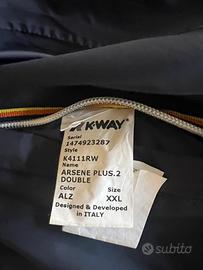 K-WAY
Serial
1474923287
Style
K4111RW
Name
ARSENE PLUS.2
DOUBLE
Color Size
ALZ XXL
Designed & Developed
in ITALY
subito